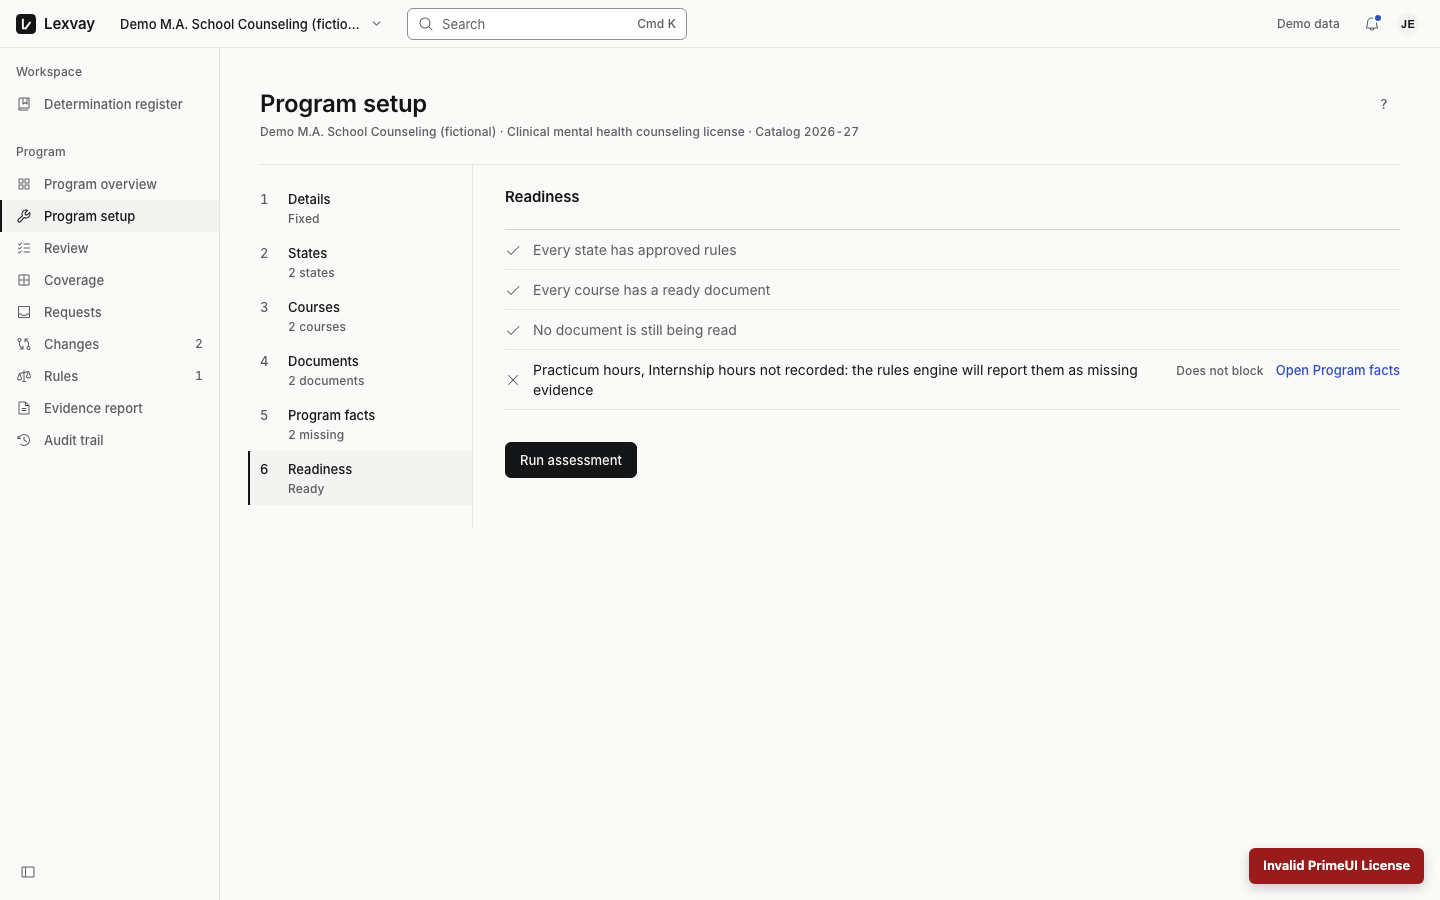 Lexvay
Demo M.A. School Counseling (fictio...
Search
Cmd K
Demo data
JE
Workspace
Determination register
Program
Program overview
Program setup
Review
Coverage
Requests
Changes 2
Rules 1
Evidence report
Audit trail
Program setup
?
Demo M.A. School Counseling (fictional) · Clinical mental health counseling license · Catalog 2026-27
1 Details
Fixed
2 States
2 states
3 Courses
2 courses
4 Documents
2 documents
5 Program facts
2 missing
6 Readiness
Ready
Readiness
Every state has approved rules
Every course has a ready document
No document is still being read
Practicum hours, Internship hours not recorded: the rules engine will report them as missing
evidence
Does not block
Open Program facts
Run assessment
Invalid PrimeUI License